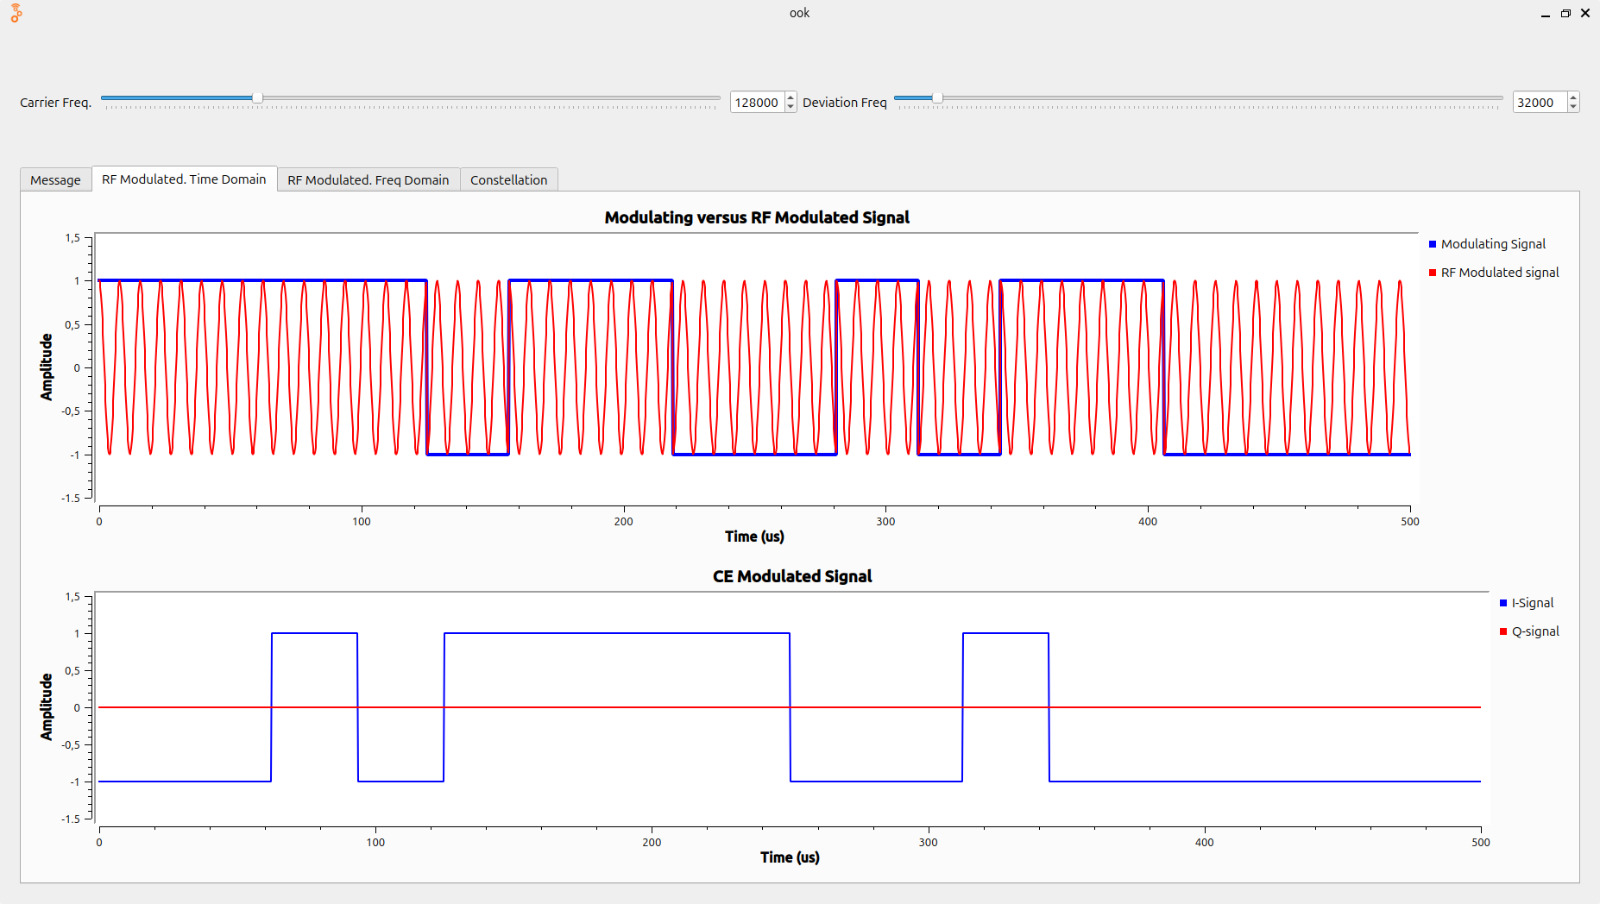 ook
Carrier Freq.
128000
Deviation Freq
32000
Message
RF Modulated. Time Domain
RF Modulated. Freq Domain
Constellation
Modulating versus RF Modulated Signal
1,5
1
0,5
0
-0,5
-1
-1.5
Amplitude
0
100
200
300
400
500
Time (us)
Modulating Signal
RF Modulated signal
CE Modulated Signal
1,5
1
0,5
0
-0,5
-1
-1.5
Amplitude
0
100
200
300
400
500
Time (us)
I-Signal
Q-signal